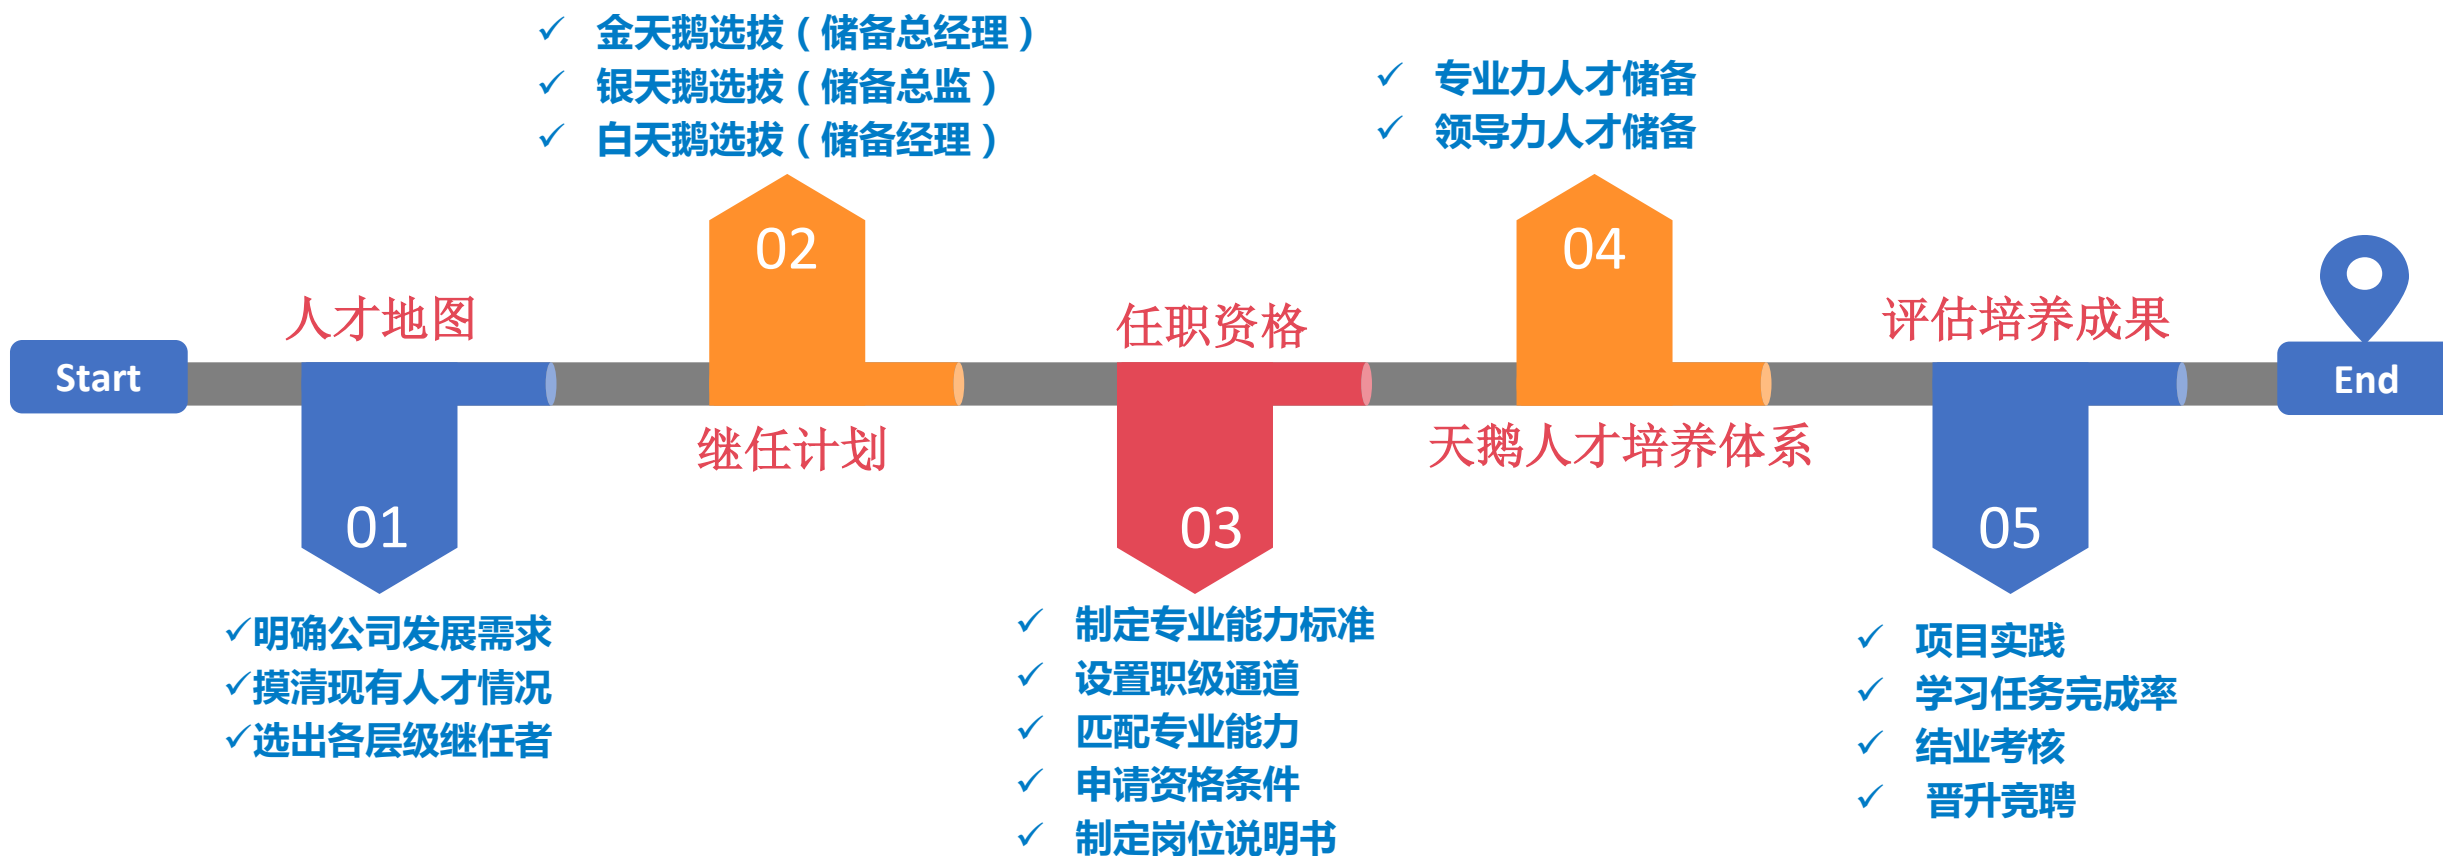 Start
人才地图
01
✓明确公司发展需求
✓摸清现有人才情况
✓选出各层级继任者
✓ 金天鹅选拔（储备总经理）
✓ 银天鹅选拔（储备总监）
✓ 白天鹅选拔（储备经理）
02
继任计划
任职资格
03
✓ 制定专业能力标准
✓ 设置职级通道
✓ 匹配专业能力
✓ 申请资格条件
✓ 制定岗位说明书
✓ 专业力人才储备
✓ 领导力人才储备
04
天鹅人才培养体系
评估培养成果
05
✓ 项目实践
✓ 学习任务完成率
✓ 结业考核
✓ 晋升竞聘
End